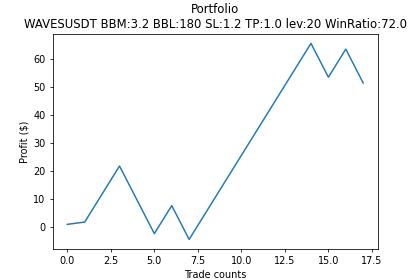 Portfolio
WAVESUSDT BBM:3.2 BBL:180 SL:1.2 TP:1.0 lev:20 WinRatio:72.0
60
50
40
30
20
10
0
Profit ($)
0.0 2.5 5.0 7.5 10.0 12.5 15.0 17.5
Trade counts